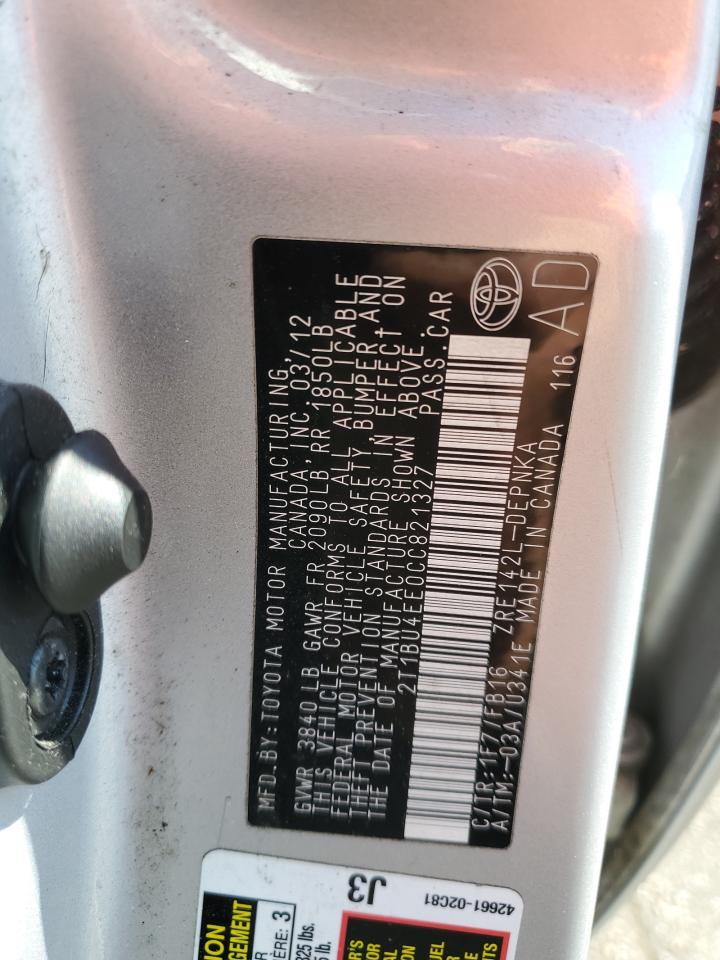 MFD. BY:TOYOTA MOTOR MANUFACTURING
CANADA, INC. 03/12
GVWR 3840 LB GAWR FR 2090LB RR 1850LB
THIS VEHICLE CONFORMS TO ALL APPLICABLE
FEDERAL MOTOR VEHICLE SAFETY,BUMPER,AND
THEFT PREVENTION STANDARDS IN EFFECT ON
THE DATE OF MANUFACTURE SHOWN ABOVE.
2T1BU4EE0CC821327 PASS.CAR
C/TR:1F7/FB16 ZRE142L-DEPNKA
A/TM:-03A/U341E MADE IN CANADA 116
AD
J3
42661-02C81
3
825 lbs.